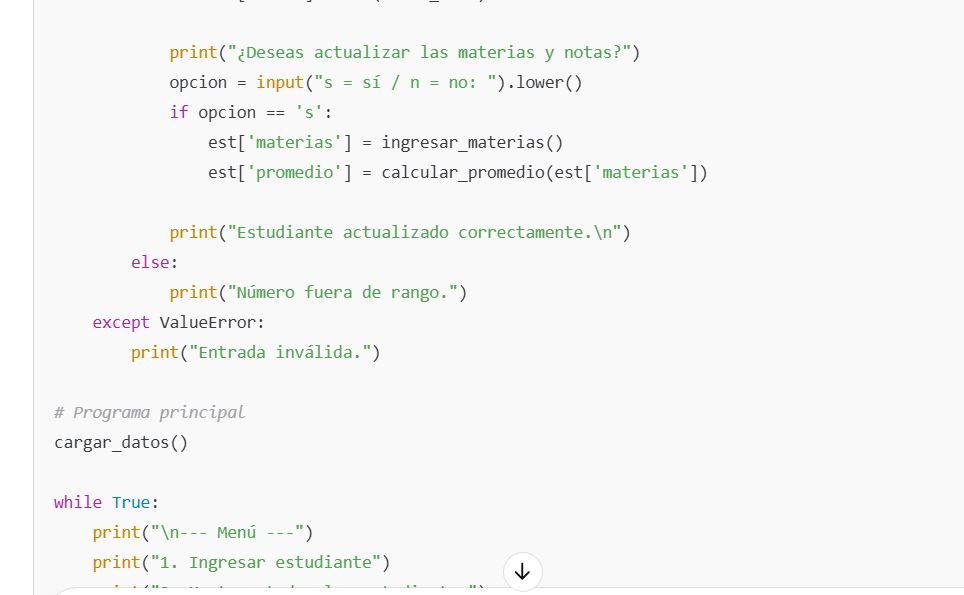 print("¿Deseas actualizar las materias y notas?")
opcion = input("s = sí / n = no: ").lower()
if opcion == 's':
est['materias'] = ingresar_materias()
est['promedio'] = calcular_promedio(est['materias'])
print("Estudiante actualizado correctamente.\n")
else:
print("Número fuera de rango.")
except ValueError:
print("Entrada inválida.")
# Programa principal
cargar_datos()
while True:
print("\n--- Menú ---")
print("1. Ingresar estudiante")